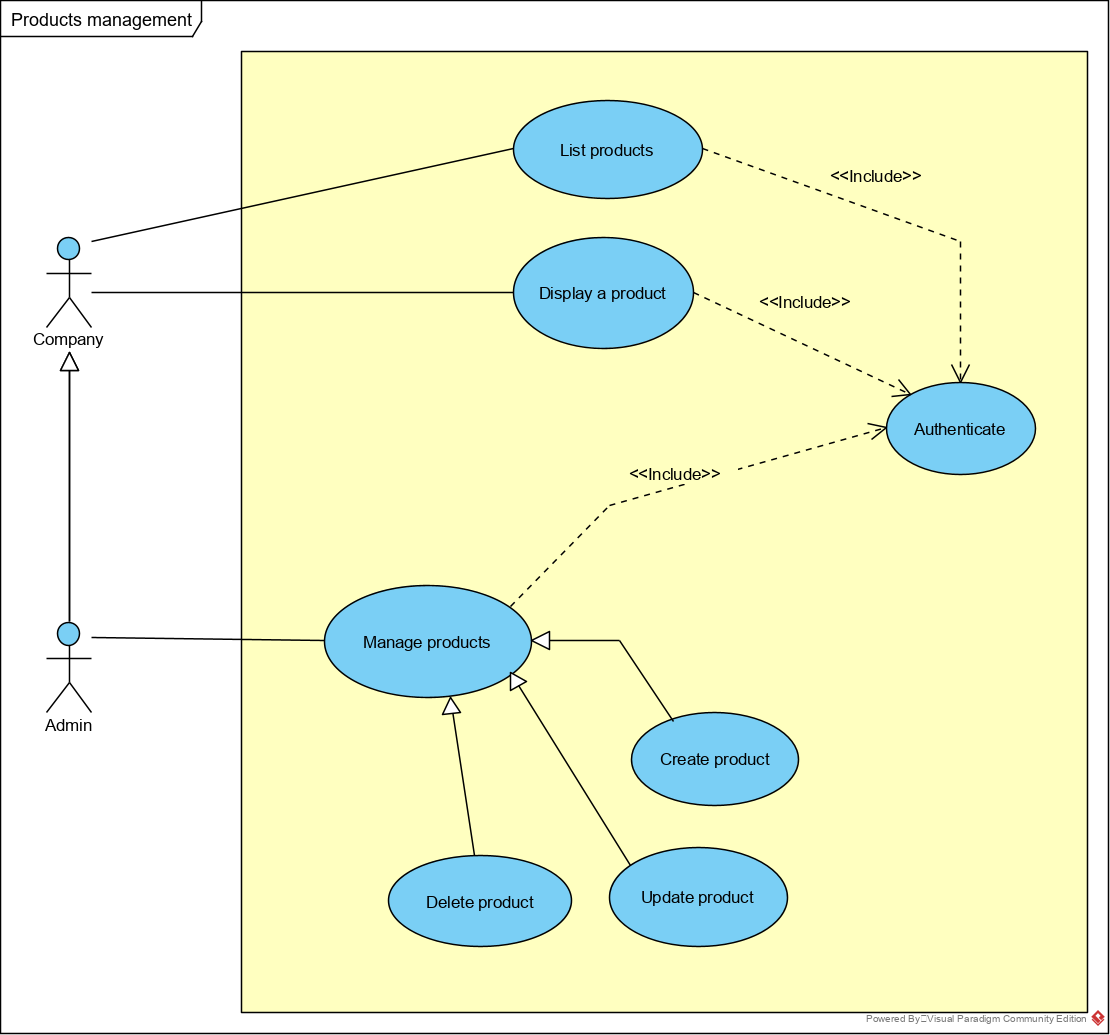 Products management
List products
<<Include>>
Display a product
<<Include>>
Company
Authenticate
<<Include>>
Manage products
Admin
Create product
Delete product
Update product
Powered By Visual Paradigm Community Edition